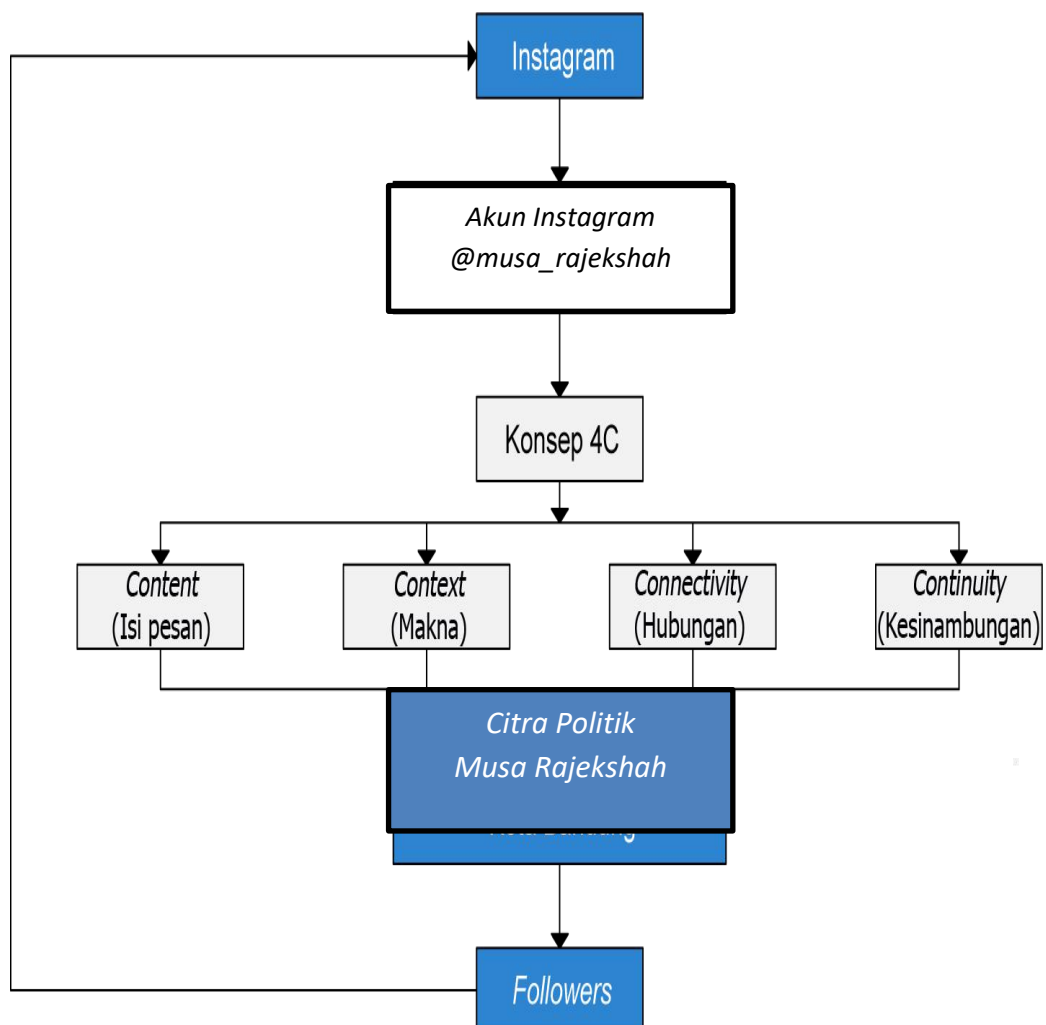 Instagram
Akun Instagram
@musa_rajekshah
Konsep 4C
Content
(Isi pesan)
Context
(Makna)
Connectivity
(Hubungan)
Continuity
(Kesinambungan)
Citra Politik
Musa Rajekshah
Followers